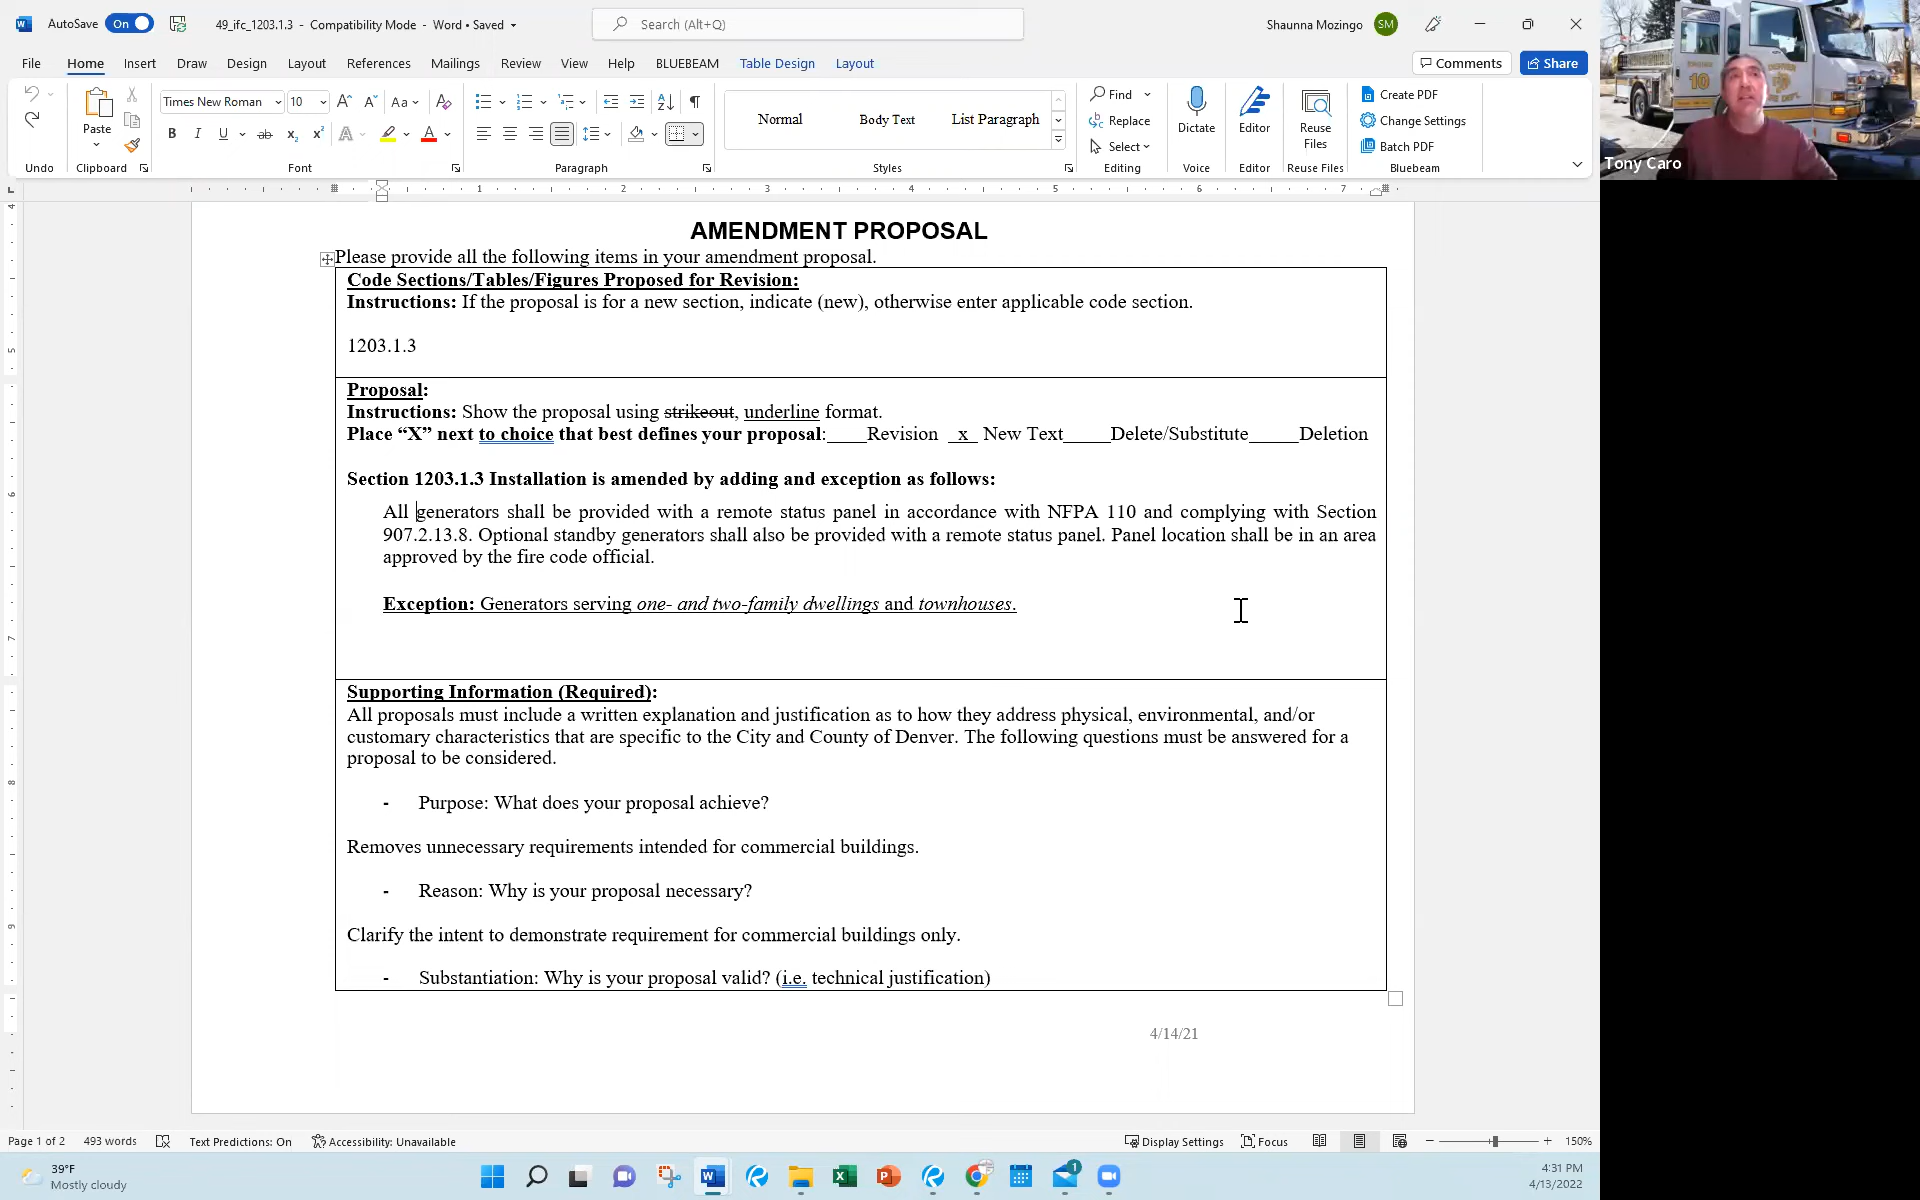 AutoSave On 49_ifc_1203.1.3 - Compatibility Mode - Word • Saved Search (Alt+Q) Shaunna Mozingo SM
File Home Insert Draw Design Layout References Mailings Review View Help BLUEBEAM Table Design Layout Comments Share
Times New Roman 10 Aa
Paste
Normal Body Text List Paragraph
Find
Replace
Select
Dictate
Editor
Reuse Files
Create PDF
Change Settings
Batch PDF
Undo Clipboard Font Paragraph Styles Editing Voice Editor Reuse Files Bluebeam
Tony Caro
1 2 3 4 5 6 7
AMENDMENT PROPOSAL
Please provide all the following items in your amendment proposal.
Code Sections/Tables/Figures Proposed for Revision:
Instructions: If the proposal is for a new section, indicate (new), otherwise enter applicable code section.
1203.1.3
Proposal:
Instructions: Show the proposal using strikeout, underline format.
Place “X” next to choice that best defines your proposal:____Revision _x_ New Text_____Delete/Substitute_____Deletion
Section 1203.1.3 Installation is amended by adding and exception as follows:
All generators shall be provided with a remote status panel in accordance with NFPA 110 and complying with Section
907.2.13.8. Optional standby generators shall also be provided with a remote status panel. Panel location shall be in an area
approved by the fire code official.
Exception: Generators serving one- and two-family dwellings and townhouses.
Supporting Information (Required):
All proposals must include a written explanation and justification as to how they address physical, environmental, and/or
customary characteristics that are specific to the City and County of Denver. The following questions must be answered for a
proposal to be considered.
- Purpose: What does your proposal achieve?
Removes unnecessary requirements intended for commercial buildings.
- Reason: Why is your proposal necessary?
Clarify the intent to demonstrate requirement for commercial buildings only.
- Substantiation: Why is your proposal valid? (i.e. technical justification)
4/14/21
Page 1 of 2 493 words Text Predictions: On Accessibility: Unavailable Display Settings Focus 150%
39°F
Mostly cloudy
1
4:31 PM
4/13/2022